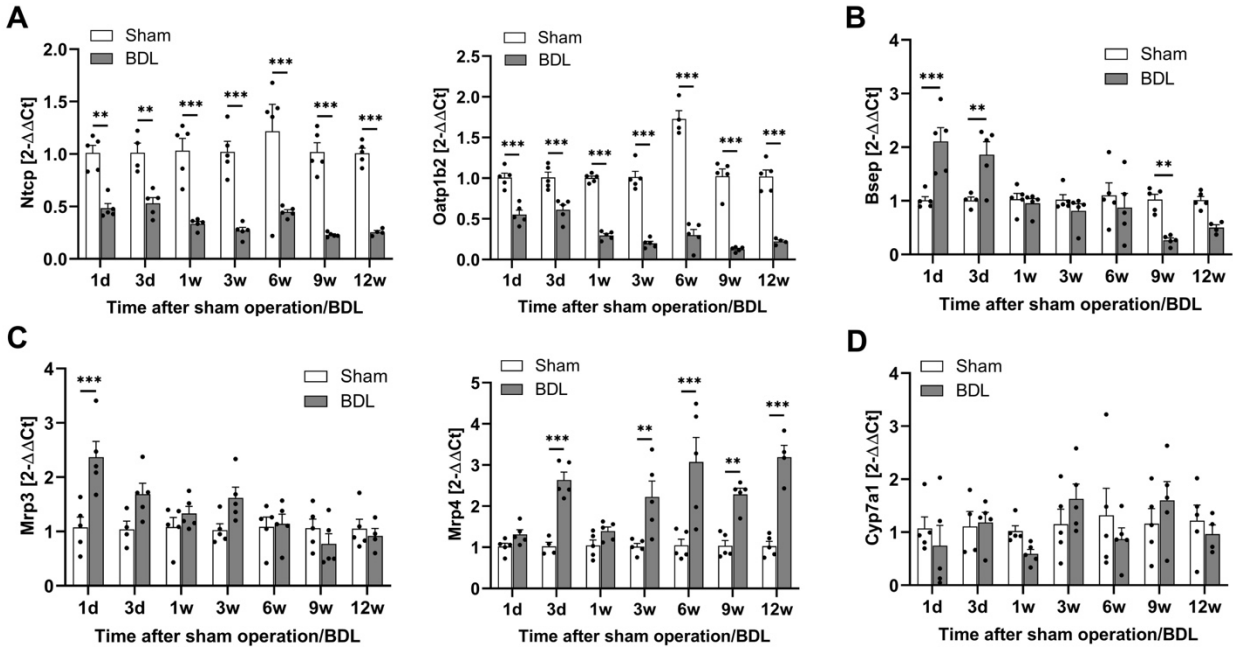 A
Sham
BDL
Ntcp [2-ΔΔCt]
2.0
1.5
1.0
0.5
0.0
** ** *** *** *** *** ***
1d 3d 1w 3w 6w 9w 12w
Time after sham operation/BDL
Sham
BDL
Oatp1b2 [2-ΔΔCt]
2.5
2.0
1.5
1.0
0.5
0.0
*** *** *** *** *** *** ***
1d 3d 1w 3w 6w 9w 12w
Time after sham operation/BDL
B
Sham
BDL
Bsep [2-ΔΔCt]
4
3
2
1
0
*** ** **
1d 3d 1w 3w 6w 9w 12w
Time after sham operation/BDL
C
Sham
BDL
Mrp3 [2-ΔΔCt]
4
3
2
1
0
***
1d 3d 1w 3w 6w 9w 12w
Time after sham operation/BDL
Sham
BDL
Mrp4 [2-ΔΔCt]
5
4
3
2
1
0
*** ** *** ** ***
1d 3d 1w 3w 6w 9w 12w
Time after sham operation/BDL
D
Sham
BDL
Cyp7a1 [2-ΔΔCt]
4
3
2
1
0
1d 3d 1w 3w 6w 9w 12w
Time after sham operation/BDL